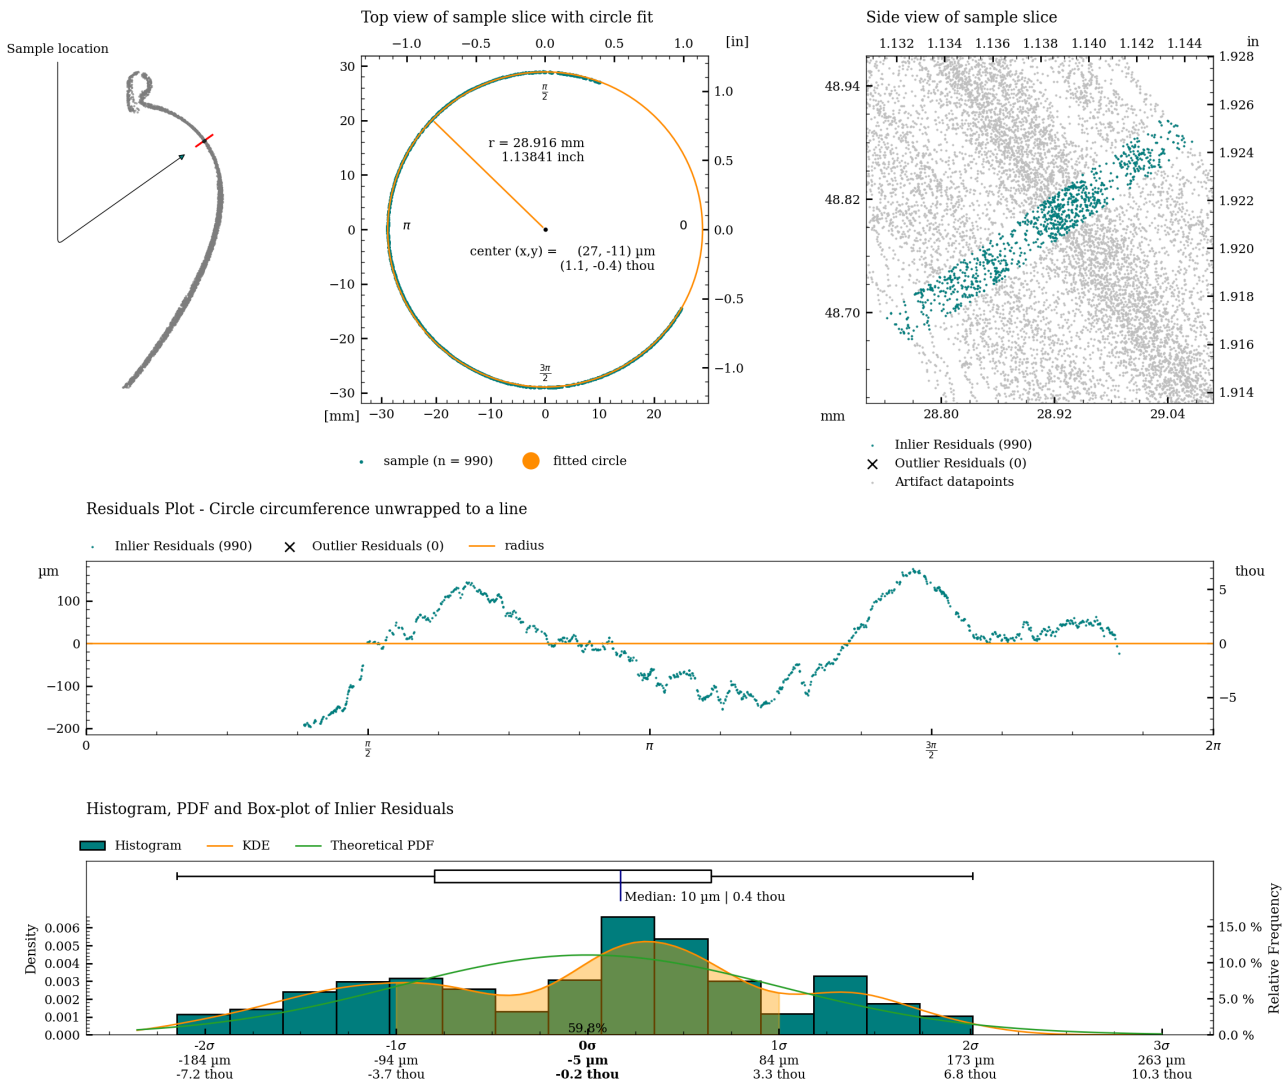 Sample location
Top view of sample slice with circle fit
−1.0 −0.5 0.0 0.5 1.0 [in]
30
20
10
0
−10
−20
−30
1.0
0.5
0.0
−0.5
−1.0
π/2
r = 28.916 mm
1.13841 inch
π
0
center (x,y) = (27, -11) µm
(1.1, -0.4) thou
3π/2
[mm] −30 −20 −10 0 10 20
sample (n = 990) fitted circle
Side view of sample slice
1.132 1.134 1.136 1.138 1.140 1.142 1.144 in
48.94
48.82
48.70
1.928
1.926
1.924
1.922
1.920
1.918
1.916
1.914
mm 28.80 28.92 29.04
Inlier Residuals (990)
Outlier Residuals (0)
Artifact datapoints
Residuals Plot - Circle circumference unwrapped to a line
Inlier Residuals (990) Outlier Residuals (0) radius
µm thou
100
0
−100
−200
5
0
−5
0 π/2 π 3π/2 2π
Histogram, PDF and Box-plot of Inlier Residuals
Histogram KDE Theoretical PDF
Median: 10 µm | 0.4 thou
Density
0.006
0.005
0.004
0.003
0.002
0.001
0.000
Relative Frequency
15.0 %
10.0 %
5.0 %
0.0 %
59.8%
-2σ -1σ 0σ 1σ 2σ 3σ
-184 µm -94 µm -5 µm 84 µm 173 µm 263 µm
-7.2 thou -3.7 thou -0.2 thou 3.3 thou 6.8 thou 10.3 thou